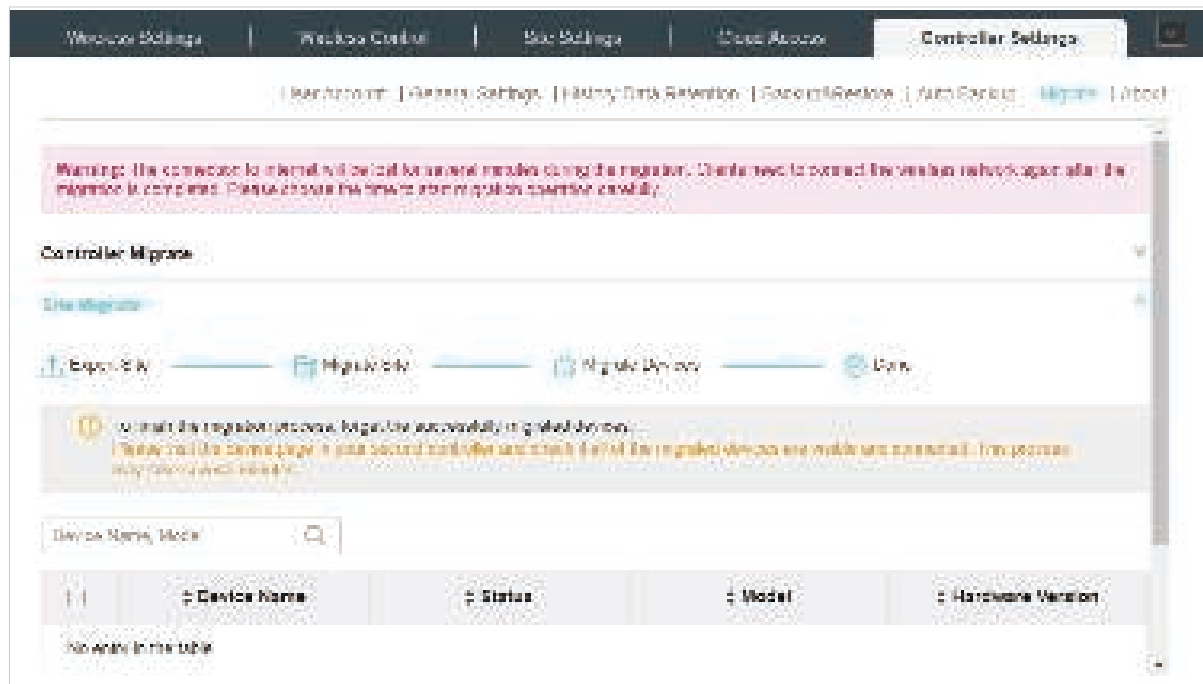 Wireless Settings | Wireless Control | Site Settings | Cloud Access Controller Settings
User Account | General Settings | History Data Retention | Backup&Restore | Auto Backup | Migrate | About
Warning: The connection to internet will be lost for several minutes during the migration. Clients need to connect the wireless network again after the
migration is completed. Please choose the time to start migration operation carefully.
Controller Migrate
Site Migrate
Export Site Migrate Site Migrate Devices Done
To finish the migration process, forget the successfully migrated devices.
Please visit the device page in your second controller and check that all the migrated devices are visible and connected. This process
may take several minutes.
Device Name, Model
Device Name Status Model Hardware Version
No entry in the table